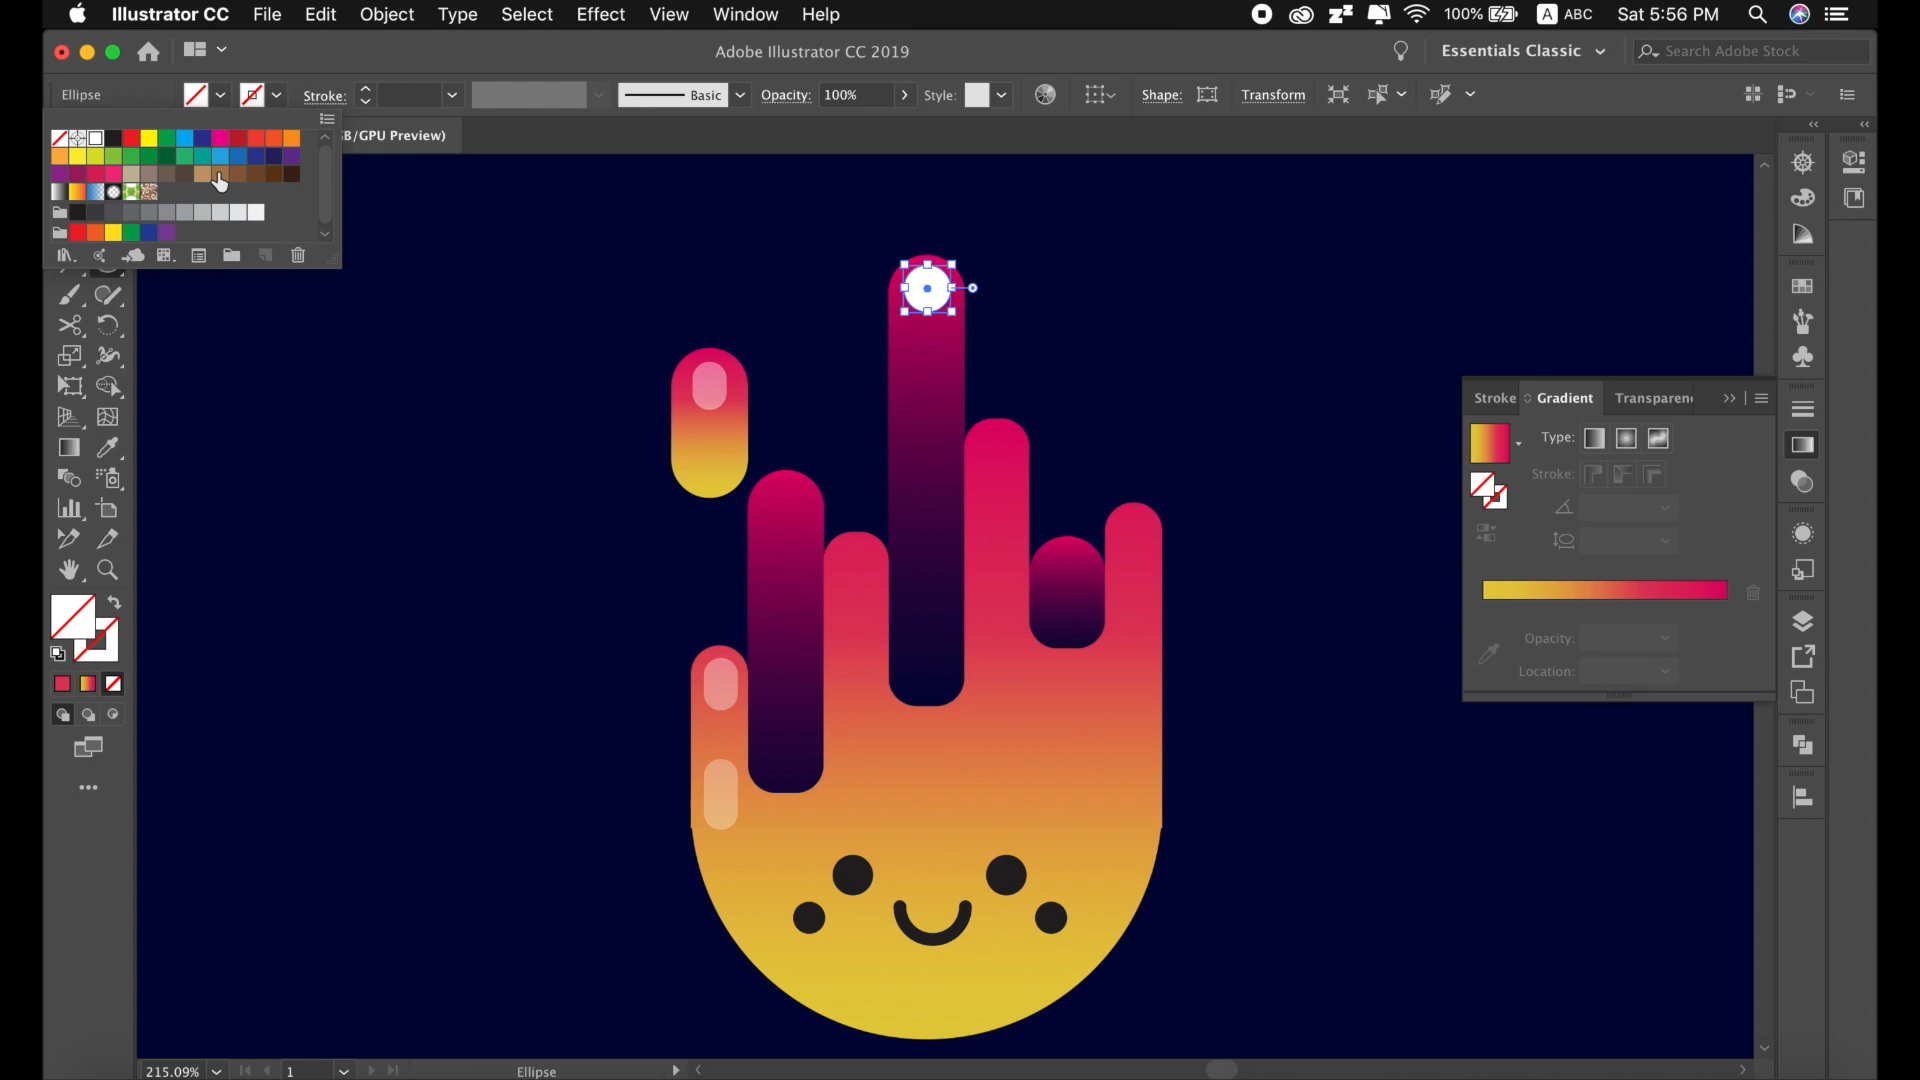 Illustrator CC File Edit Object Type Select Effect View Window Help 100% A ABC Sat 5:56 PM
Adobe Illustrator CC 2019 Essentials Classic Search Adobe Stock
Ellipse Stroke: Basic Opacity: 100% Style: Shape: Transform
B/GPU Preview)
Stroke Gradient Transparen
Type:
Stroke:
Opacity:
Location:
215.09% 1 Ellipse